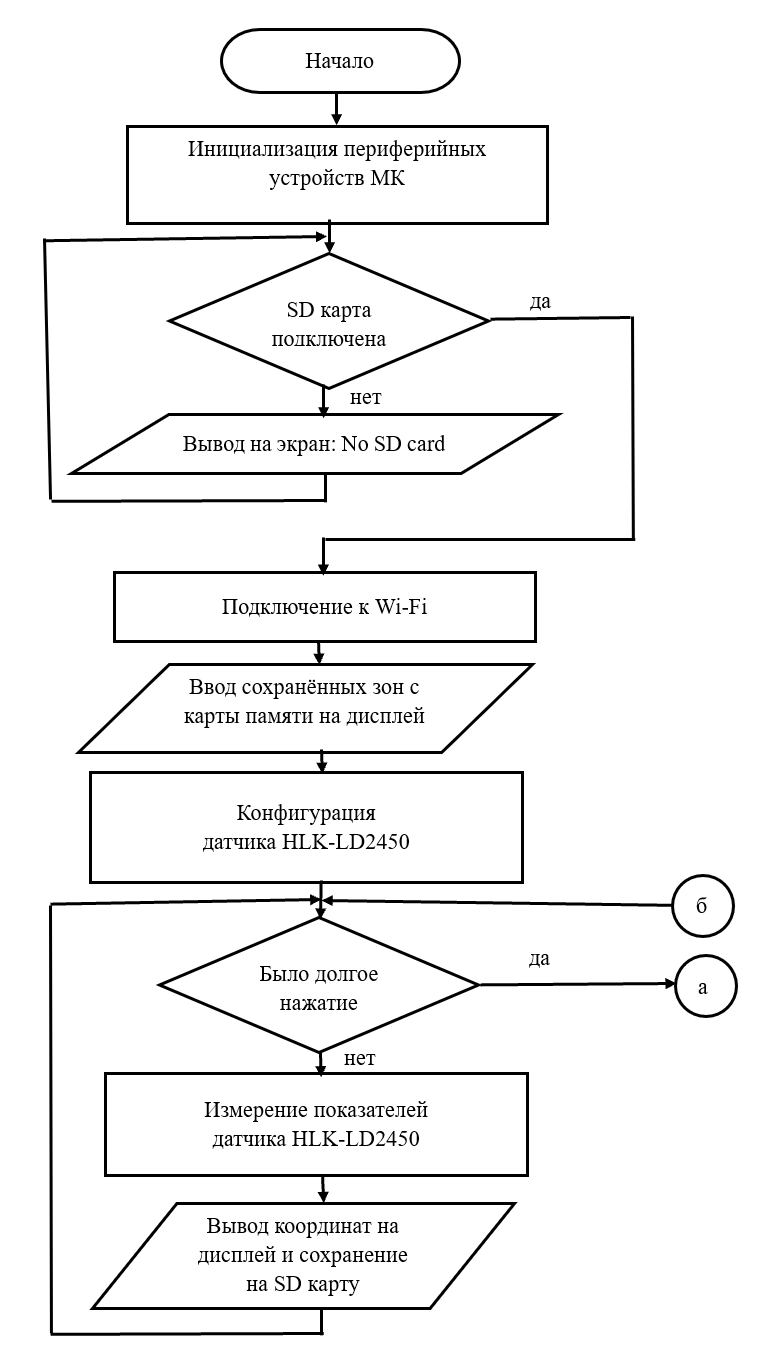 Начало
Инициализация периферийных
устройств МК
SD карта
подключена
да
нет
Вывод на экран: No SD card
Подключение к Wi-Fi
Ввод сохранённых зон с
карты памяти на дисплей
Конфигурация
датчика HLK-LD2450
б
Было долгое
нажатие
да
а
нет
Измерение показателей
датчика HLK-LD2450
Вывод координат на
дисплей и сохранение
на SD карту